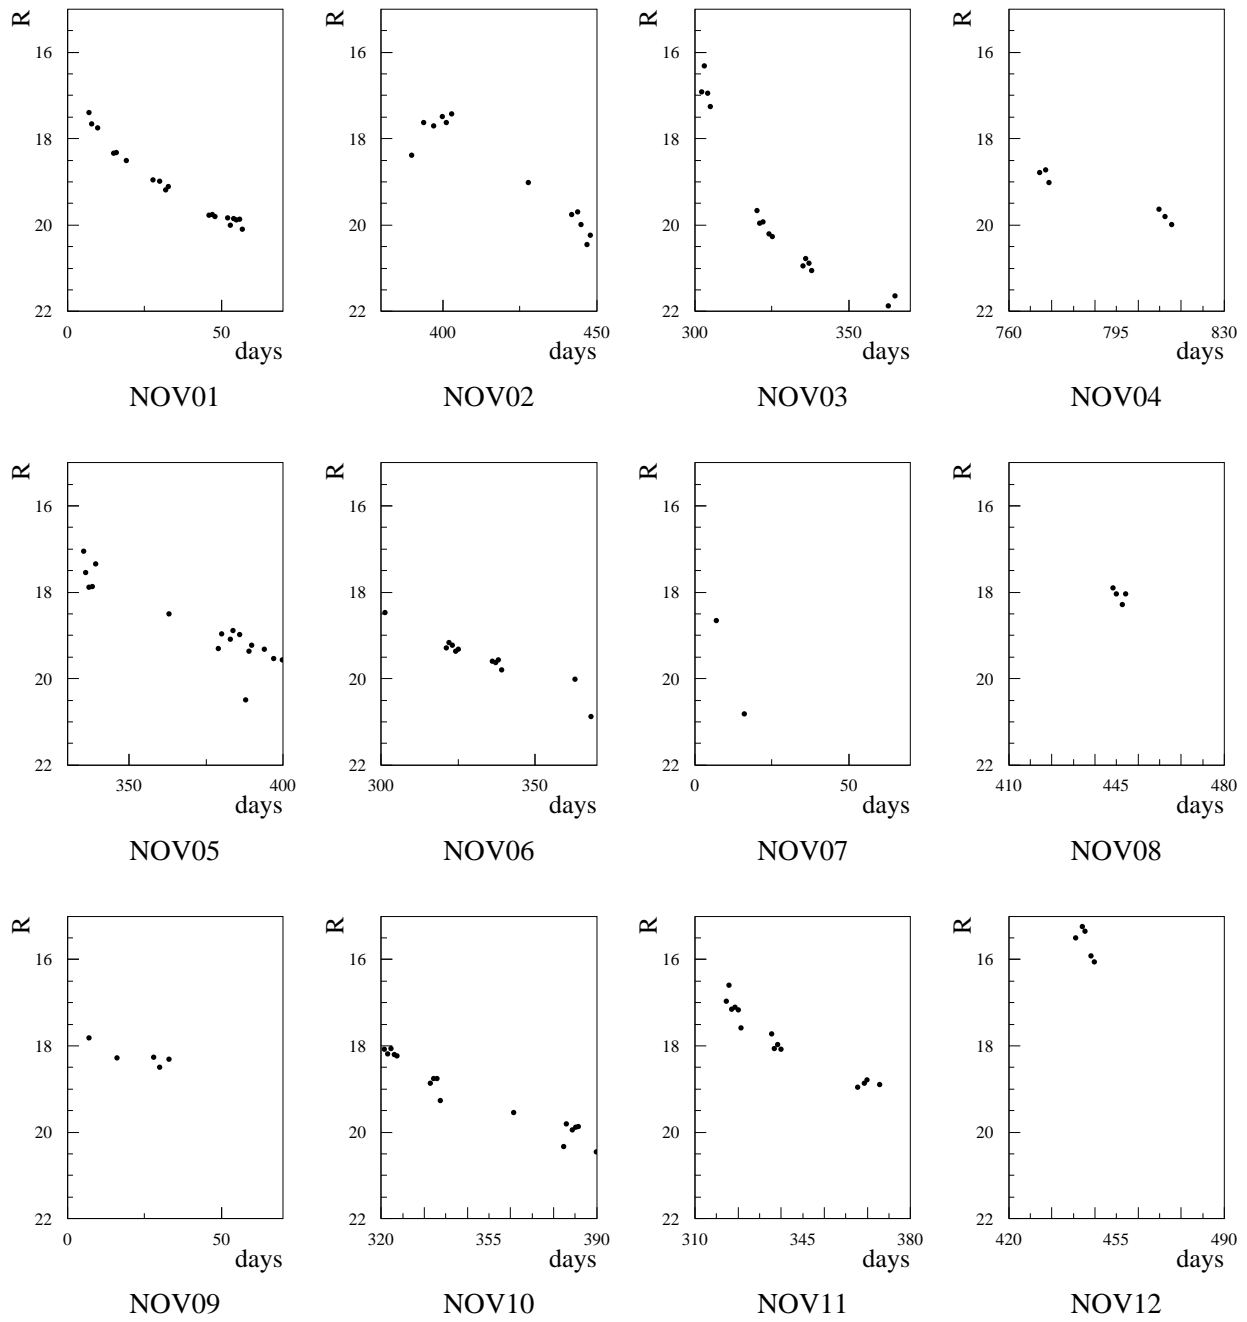 R R R R
16 16 16 16
18 18 18 18
20 20 20 20
22 22 22 22
0 50 400 450 300 350 760 795 830
days days days days
NOV01 NOV02 NOV03 NOV04
R R R R
16 16 16 16
18 18 18 18
20 20 20 20
22 22 22 22
350 400 300 350 0 50 410 445 480
days days days days
NOV05 NOV06 NOV07 NOV08
R R R R
16 16 16 16
18 18 18 18
20 20 20 20
22 22 22 22
0 50 320 355 390 310 345 380 420 455 490
days days days days
NOV09 NOV10 NOV11 NOV12